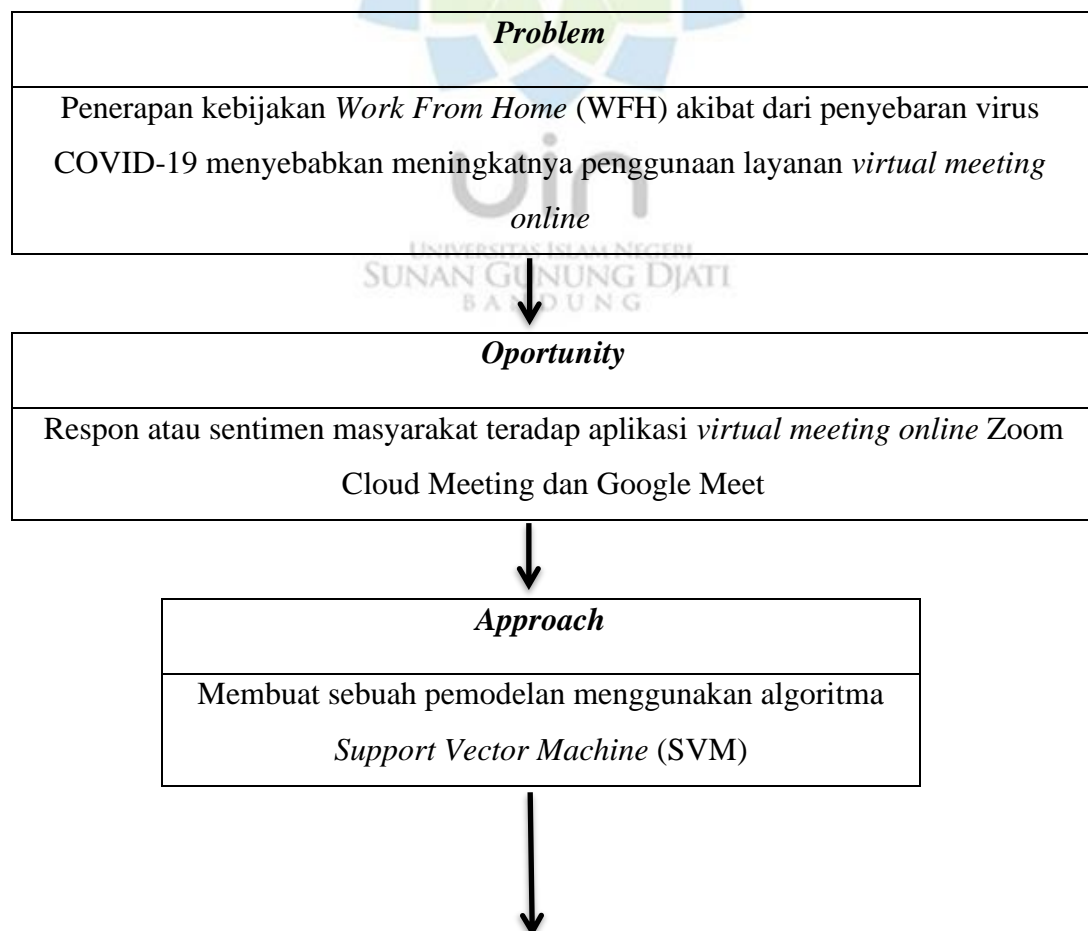 Problem
Penerapan kebijakan Work From Home (WFH) akibat dari penyebaran virus
COVID-19 menyebabkan meningkatnya penggunaan layanan virtual meeting
online
uin
UNIVERSITAS ISLAM NEGERI
SUNAN GUNUNG DJATI
BANDUNG
Oportunity
Respon atau sentimen masyarakat teradap aplikasi virtual meeting online Zoom
Cloud Meeting dan Google Meet
Approach
Membuat sebuah pemodelan menggunakan algoritma
Support Vector Machine (SVM)